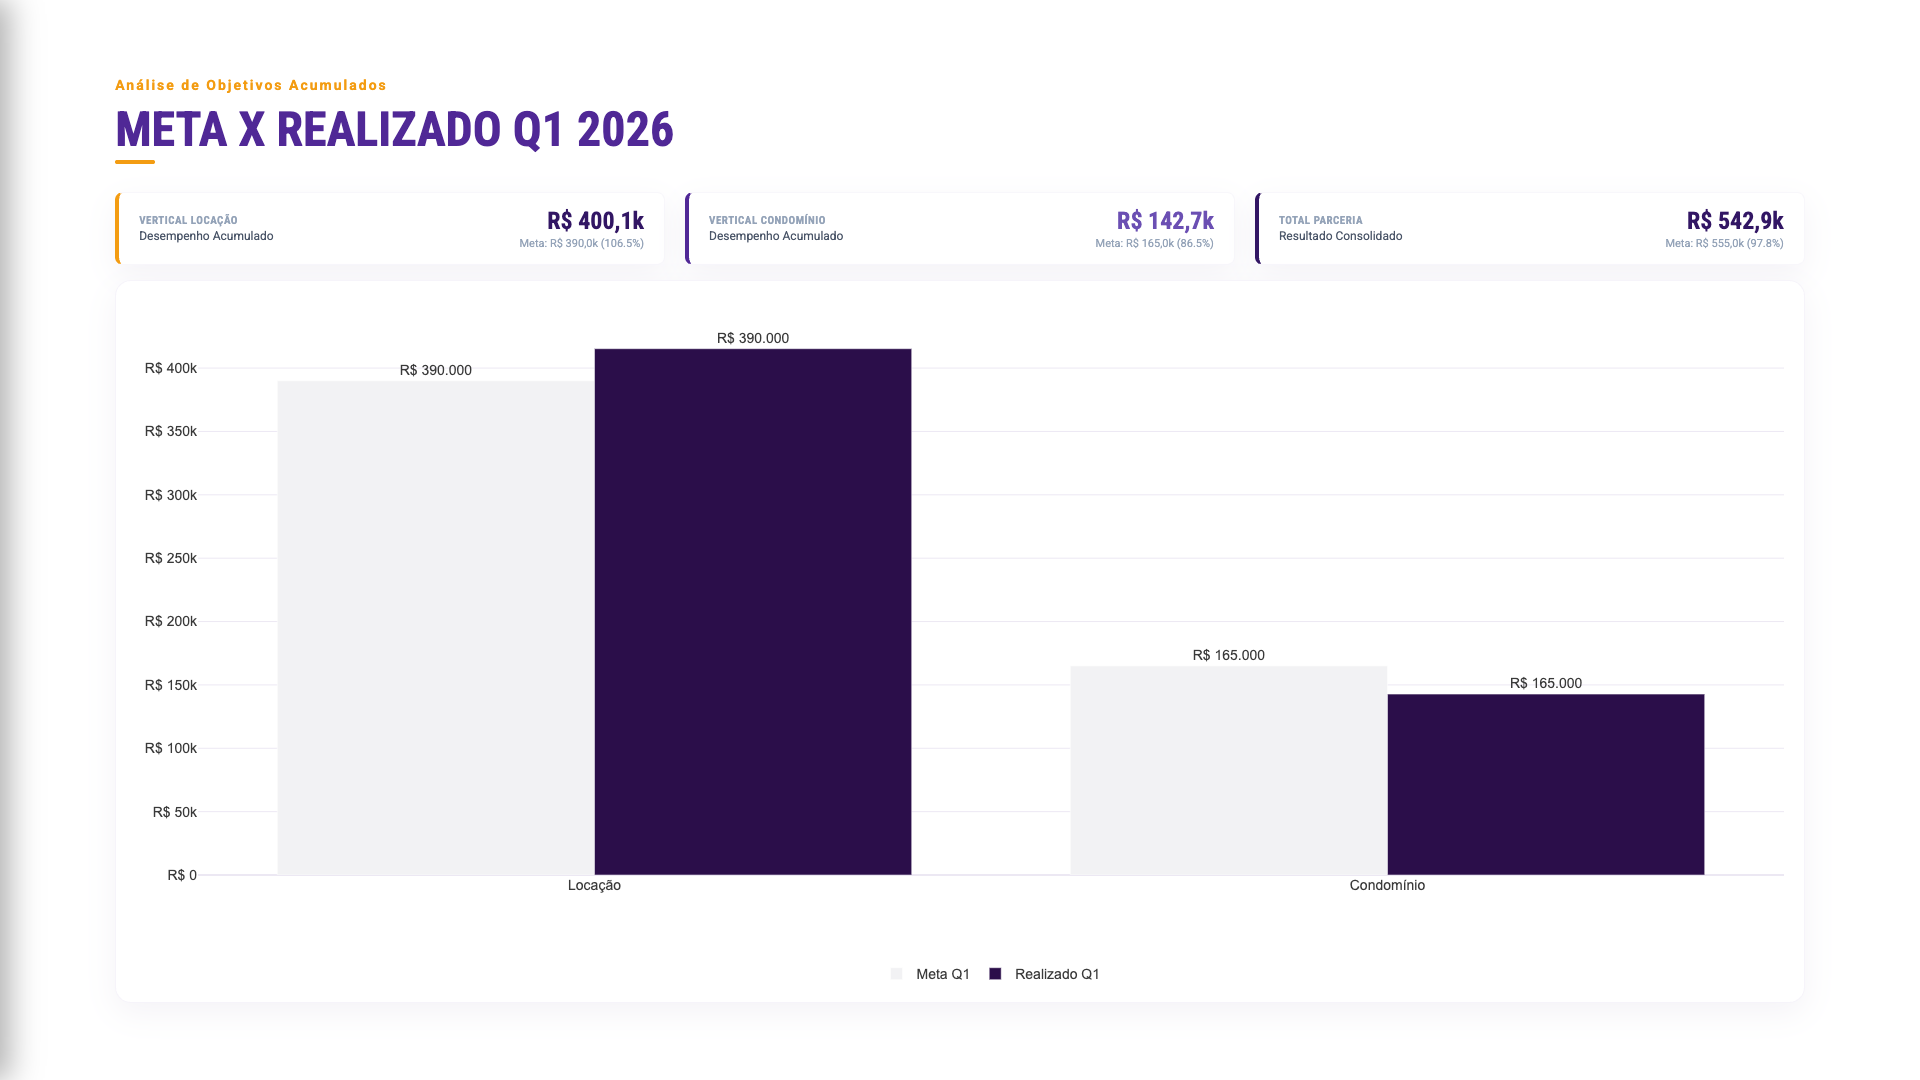 Análise de Objetivos Acumulados
META X REALIZADO Q1 2026
VERTICAL LOCAÇÃO
Desempenho Acumulado
R$ 400,1k
Meta: R$ 390,0k (106.5%)
VERTICAL CONDOMÍNIO
Desempenho Acumulado
R$ 142,7k
Meta: R$ 165,0k (86.5%)
TOTAL PARCERIA
Resultado Consolidado
R$ 542,9k
Meta: R$ 555,0k (97.8%)
R$ 390.000
R$ 390.000
R$ 165.000
R$ 165.000
R$ 400k
R$ 350k
R$ 300k
R$ 250k
R$ 200k
R$ 150k
R$ 100k
R$ 50k
R$ 0
Locação
Condomínio
Meta Q1
Realizado Q1